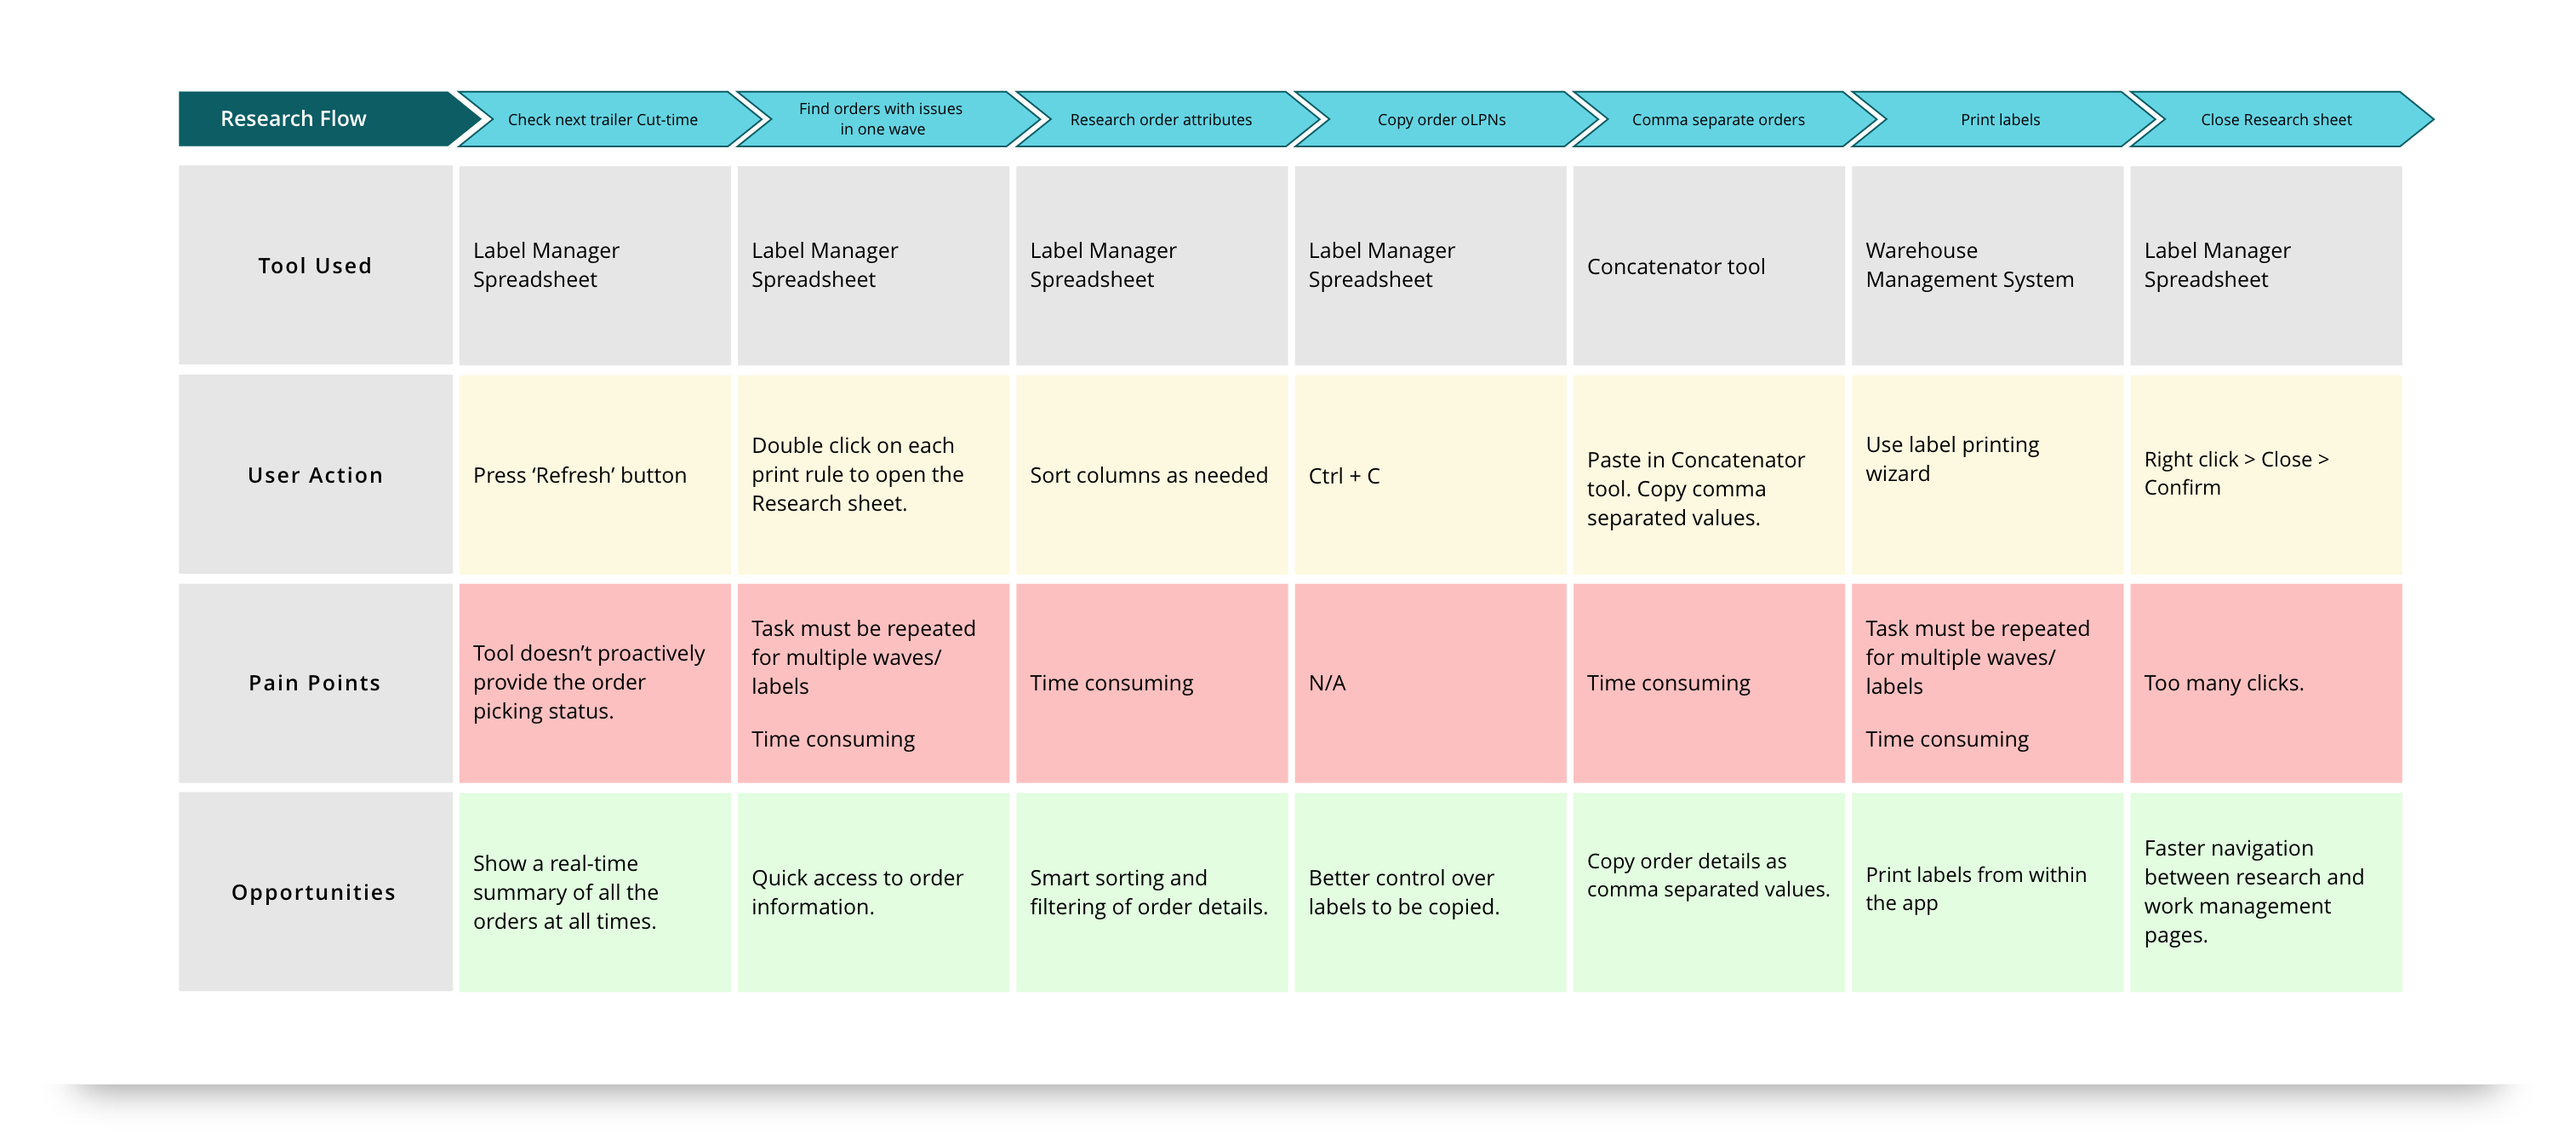 Research Flow
Check next trailer Cut-time
Find orders with issues
in one wave
Research order attributes
Copy order oLPNs
Comma separate orders
Print labels
Close Research sheet
Tool Used
Label Manager
Spreadsheet
Label Manager
Spreadsheet
Label Manager
Spreadsheet
Label Manager
Spreadsheet
Concatenator tool
Warehouse
Management System
Label Manager
Spreadsheet
User Action
Press ‘Refresh’ button
Double click on each
print rule to open the
Research sheet.
Sort columns as needed
Ctrl + C
Paste in Concatenator
tool. Copy comma
separated values.
Use label printing
wizard
Right click > Close >
Confirm
Pain Points
Tool doesn’t proactively
provide the order
picking status.
Task must be repeated
for multiple waves/
labels
Time consuming
Time consuming
N/A
Time consuming
Task must be repeated
for multiple waves/
labels
Time consuming
Too many clicks.
Opportunities
Show a real-time
summary of all the
orders at all times.
Quick access to order
information.
Smart sorting and
filtering of order details.
Better control over
labels to be copied.
Copy order details as
comma separated values.
Print labels from within
the app
Faster navigation
between research and
work management
pages.